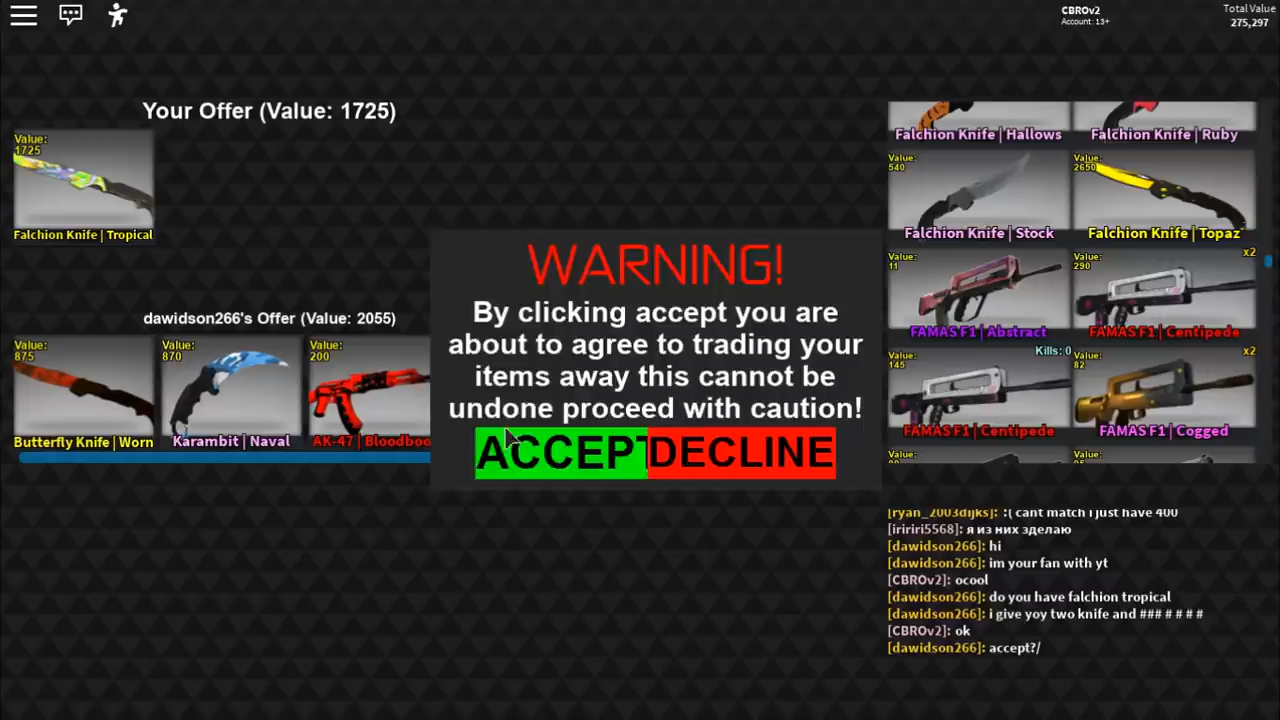 CBROv2
Account: 13+
Total Value
275,297
Your Offer (Value: 1725)
Value:
1725
Falchion Knife | Tropical
dawidson266's Offer (Value: 2055)
Value:
875
Butterfly Knife | Worn
Value:
870
Karambit | Naval
Value:
200
AK-47 | Bloodboo
WARNING!
By clicking accept you are
about to agree to trading your
items away this cannot be
undone proceed with caution!
ACCEPT
DECLINE
Falchion Knife | Hallows
Falchion Knife | Ruby
Value:
540
Falchion Knife | Stock
Value:
2650
Falchion Knife | Topaz
Value:
11
FAMAS F1 | Abstract
Value:
290
x2
FAMAS F1 | Centipede
Value:
145
Kills: 0
FAMAS F1 | Centipede
Value:
82
x2
FAMAS F1 | Cogged
[ryan_2003dijks]: :( cant match i just have 400
[iririri5568]: я из них зделаю
[dawidson266]: hi
[dawidson266]: im your fan with yt
[CBROv2]: ocool
[dawidson266]: do you have falchion tropical
[dawidson266]: i give yoy two knife and ### # # # #
[CBROv2]: ok
[dawidson266]: accept?/